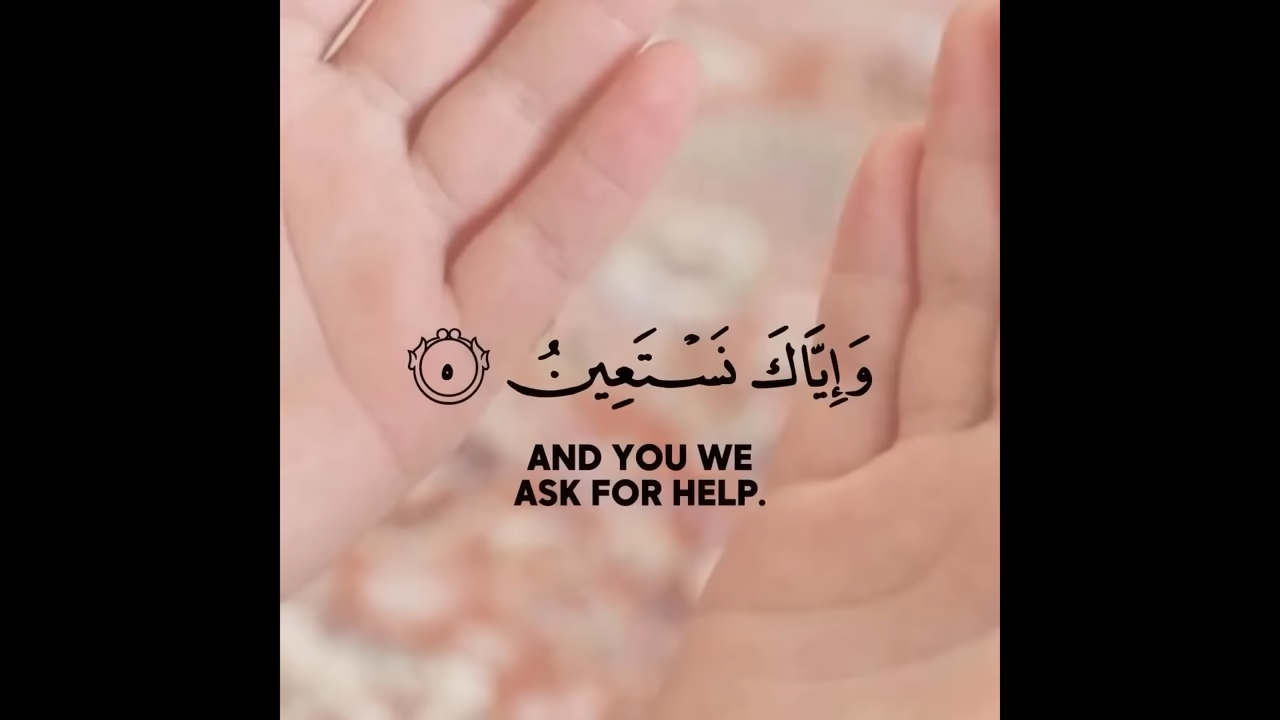 وَإِيَّاكَ نَسْتَعِينُ ٥
AND YOU WE
ASK FOR HELP.